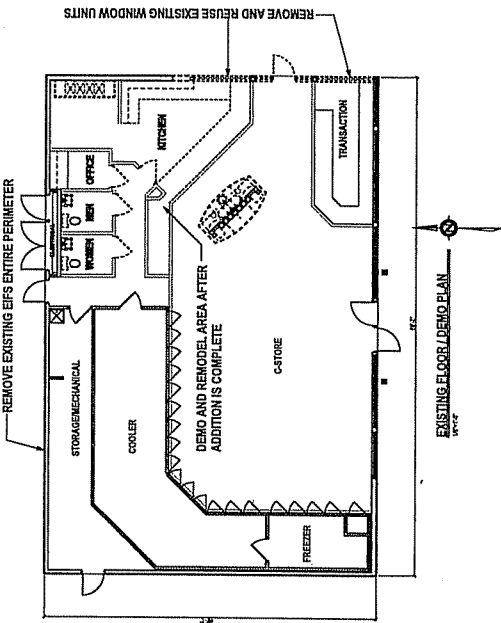 REMOVE AND REUSE EXISTING WINDOW UNITS
REMOVE EXISTING EIFS ENTIRE PERIMETER
KITCHEN
OFFICE
MEN
WOMEN
TRANSACTION
STORAGE/MECHANICAL
COOLER
DEMO AND REMODEL AREA AFTER
ADDITION IS COMPLETE
C-STORE
FREEZER
EXISTING FLOOR / DEMO PLAN